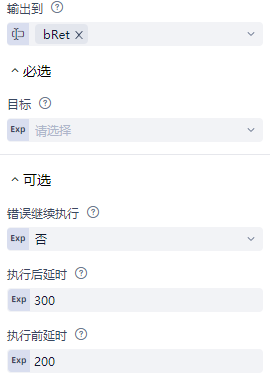 输出到
bRet
必选
目标
Exp 请选择
可选
错误继续执行
Exp 否
执行后延时
Exp 300
执行前延时
Exp 200